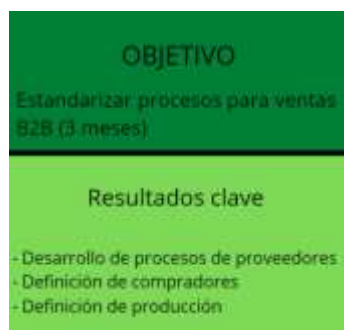 OBJETIVO
Estandarizar procesos para ventas
B2B (3 meses)
Resultados clave
- Desarrollo de procesos de proveedores
- Definición de compradores
- Definición de producción